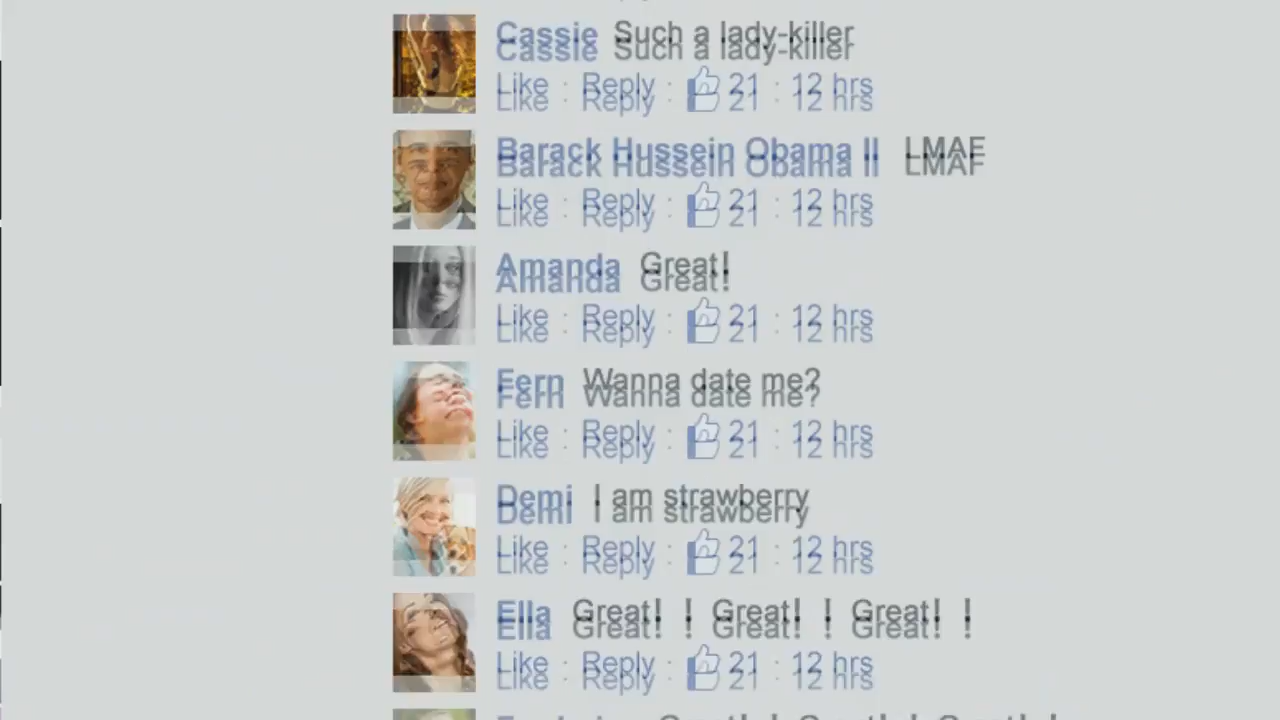 Cassie Such a lady-killer
Like · Reply · 21 · 12 hrs
Barack Hussein Obama II LMAF
Like · Reply · 21 · 12 hrs
Amanda Great!
Like · Reply · 21 · 12 hrs
Fern Wanna date me?
Like · Reply · 21 · 12 hrs
Demi I am strawberry
Like · Reply · 21 · 12 hrs
Ella Great! ! Great! ! Great! !
Like · Reply · 21 · 12 hrs